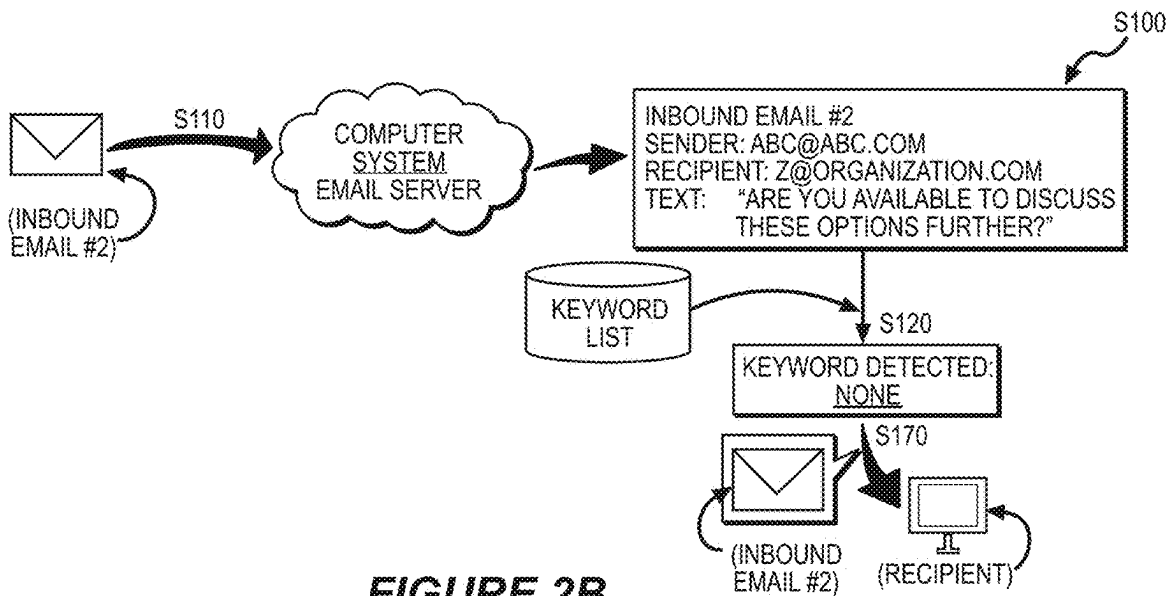 S100
S110
COMPUTER
SYSTEM
EMAIL SERVER
(INBOUND
EMAIL #2)
INBOUND EMAIL #2
SENDER: ABC@ABC.COM
RECIPIENT: Z@ORGANIZATION.COM
TEXT: "ARE YOU AVAILABLE TO DISCUSS
THESE OPTIONS FURTHER?"
KEYWORD
LIST
S120
KEYWORD DETECTED:
NONE
S170
(INBOUND
EMAIL #2)
(RECIPIENT)
FIGURE 2B